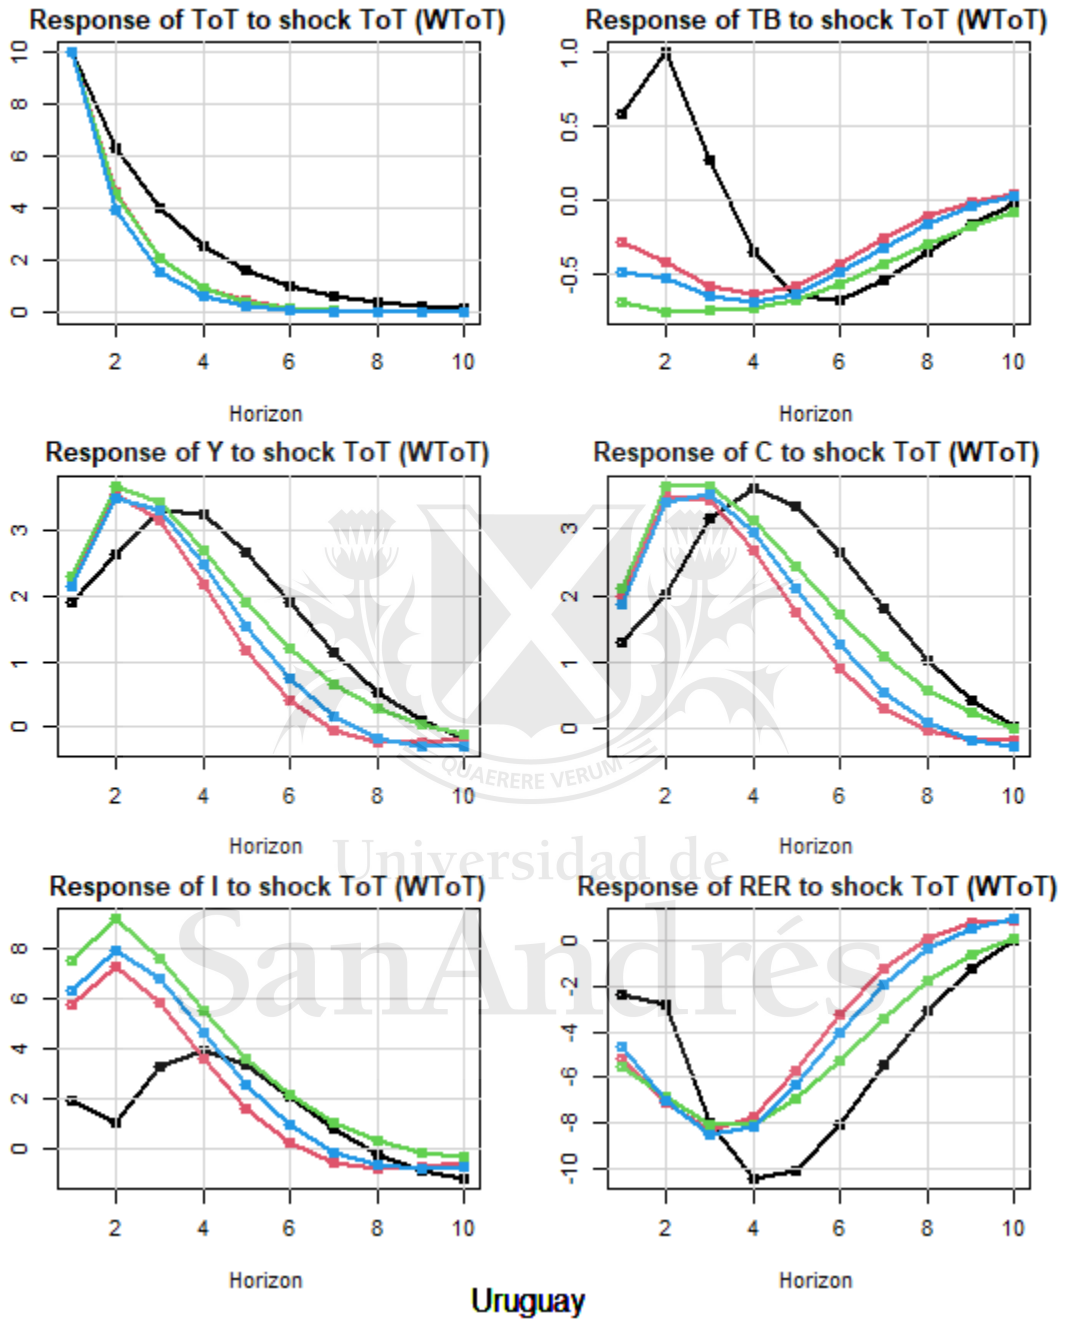 Response of ToT to shock ToT (WToT)
Response of TB to shock ToT (WToT)
10
8
6
4
2
0
2 4 6 8 10
Horizon
1.0
0.5
0.0
-0.5
2 4 6 8 10
Horizon
Response of Y to shock ToT (WToT)
Response of C to shock ToT (WToT)
3
2
1
0
2 4 6 8 10
Horizon
3
2
1
0
2 4 6 8 10
Horizon
QUAERERE VERUM
Universidad de
SanAndrés
Response of I to shock ToT (WToT)
Response of RER to shock ToT (WToT)
8
6
4
2
0
2 4 6 8 10
Horizon
0
-2
-4
-6
-8
-10
2 4 6 8 10
Horizon
Uruguay